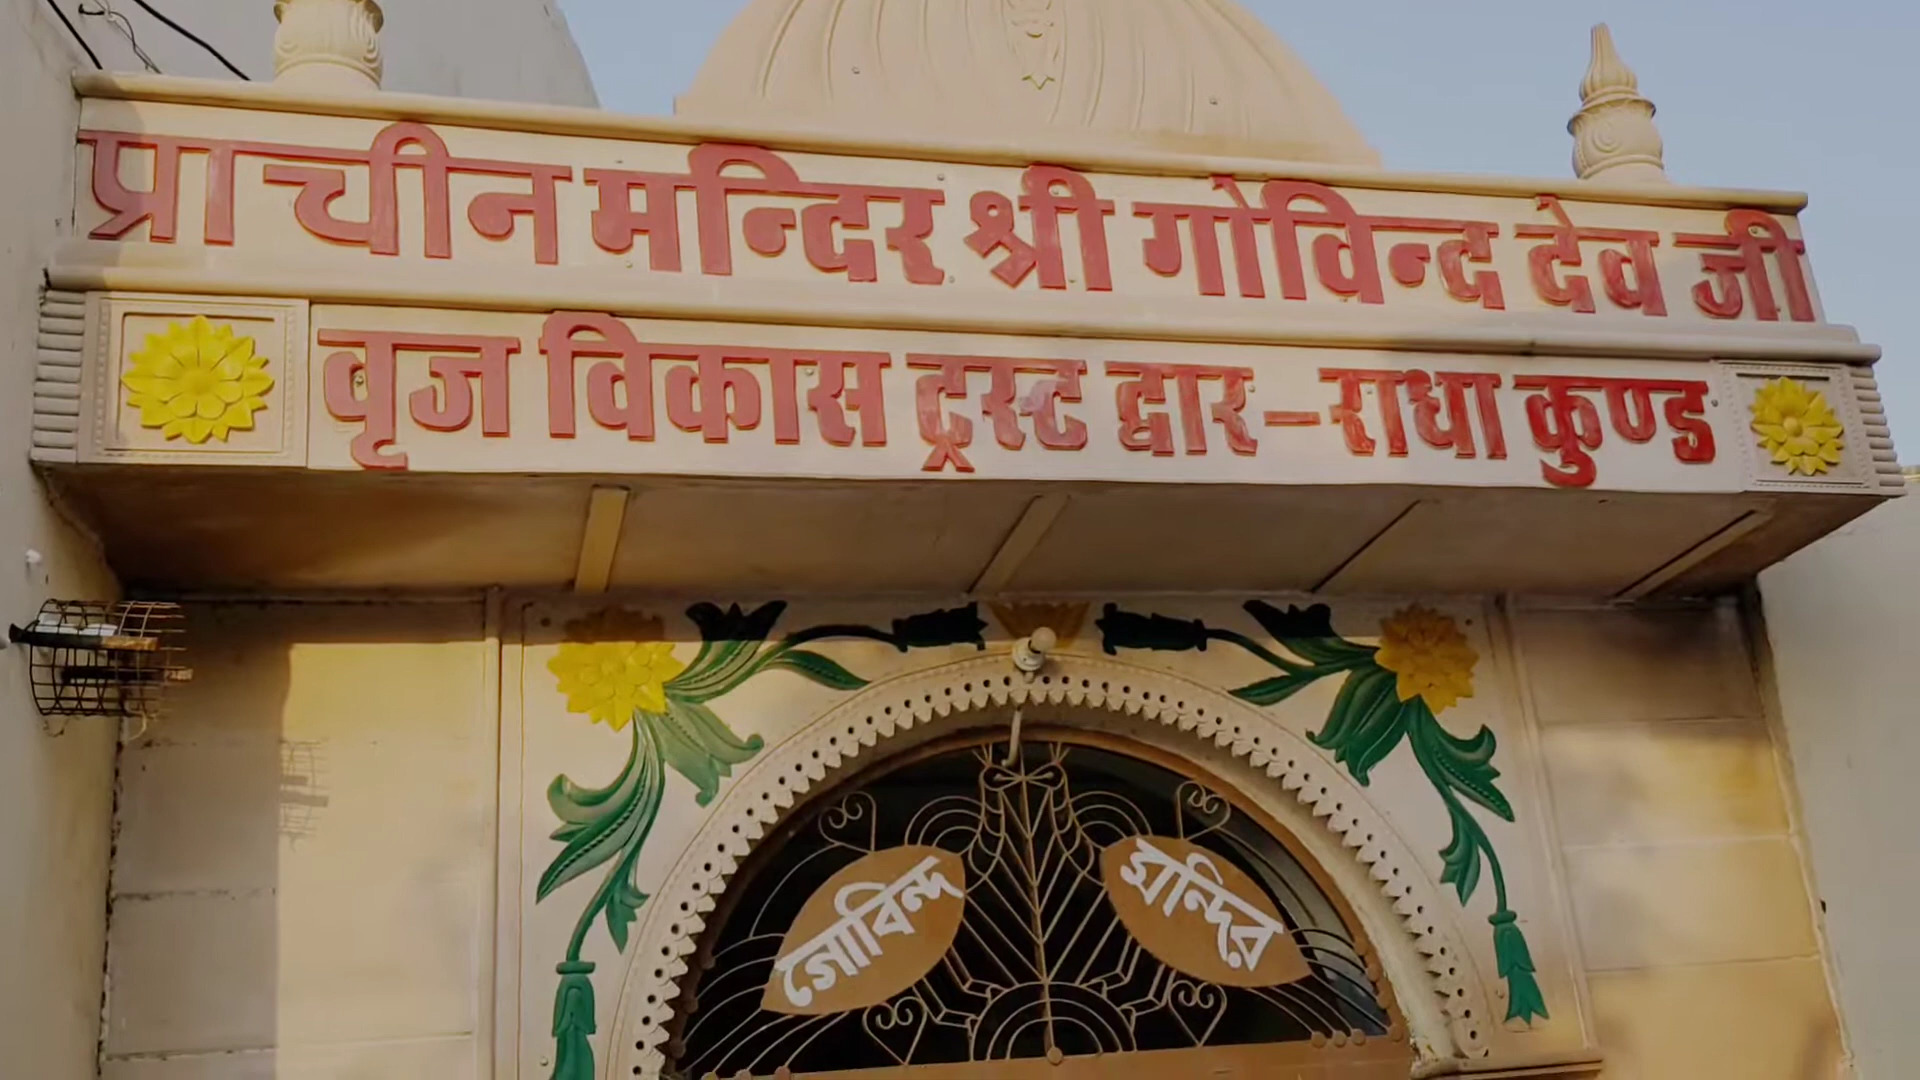 प्राचीन मन्दिर श्री गोविन्द देव जी
वृज विकास ट्रस्ट द्वार-राधा कुण्ड
গোবিন্দ মন্দির